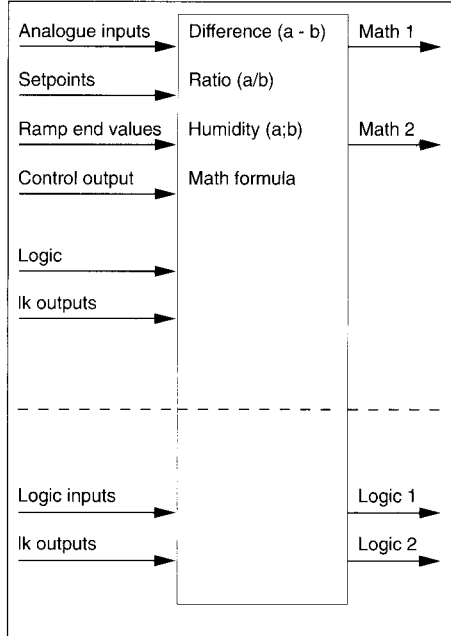 Analogue inputs Difference (a - b) Math 1
Setpoints Ratio (a/b)
Ramp end values Humidity (a;b) Math 2
Control output Math formula
Logic
lk outputs
Logic inputs Logic 1
lk outputs Logic 2